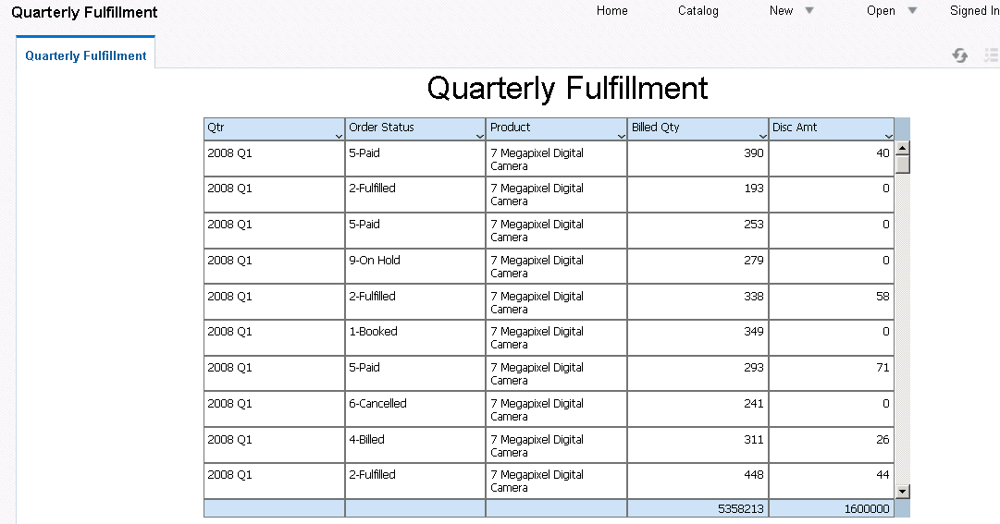 Quarterly Fulfillment Home Catalog New Open Signed In
Quarterly Fulfillment
Quarterly Fulfillment
Qtr Order Status Product Billed Qty Disc Amt
2008 Q1 5-Paid 7 Megapixel Digital Camera 390 40
2008 Q1 2-Fulfilled 7 Megapixel Digital Camera 193 0
2008 Q1 5-Paid 7 Megapixel Digital Camera 253 0
2008 Q1 9-On Hold 7 Megapixel Digital Camera 279 0
2008 Q1 2-Fulfilled 7 Megapixel Digital Camera 338 58
2008 Q1 1-Booked 7 Megapixel Digital Camera 349 0
2008 Q1 5-Paid 7 Megapixel Digital Camera 293 71
2008 Q1 6-Cancelled 7 Megapixel Digital Camera 241 0
2008 Q1 4-Billed 7 Megapixel Digital Camera 311 26
2008 Q1 2-Fulfilled 7 Megapixel Digital Camera 448 44
5358213 1600000